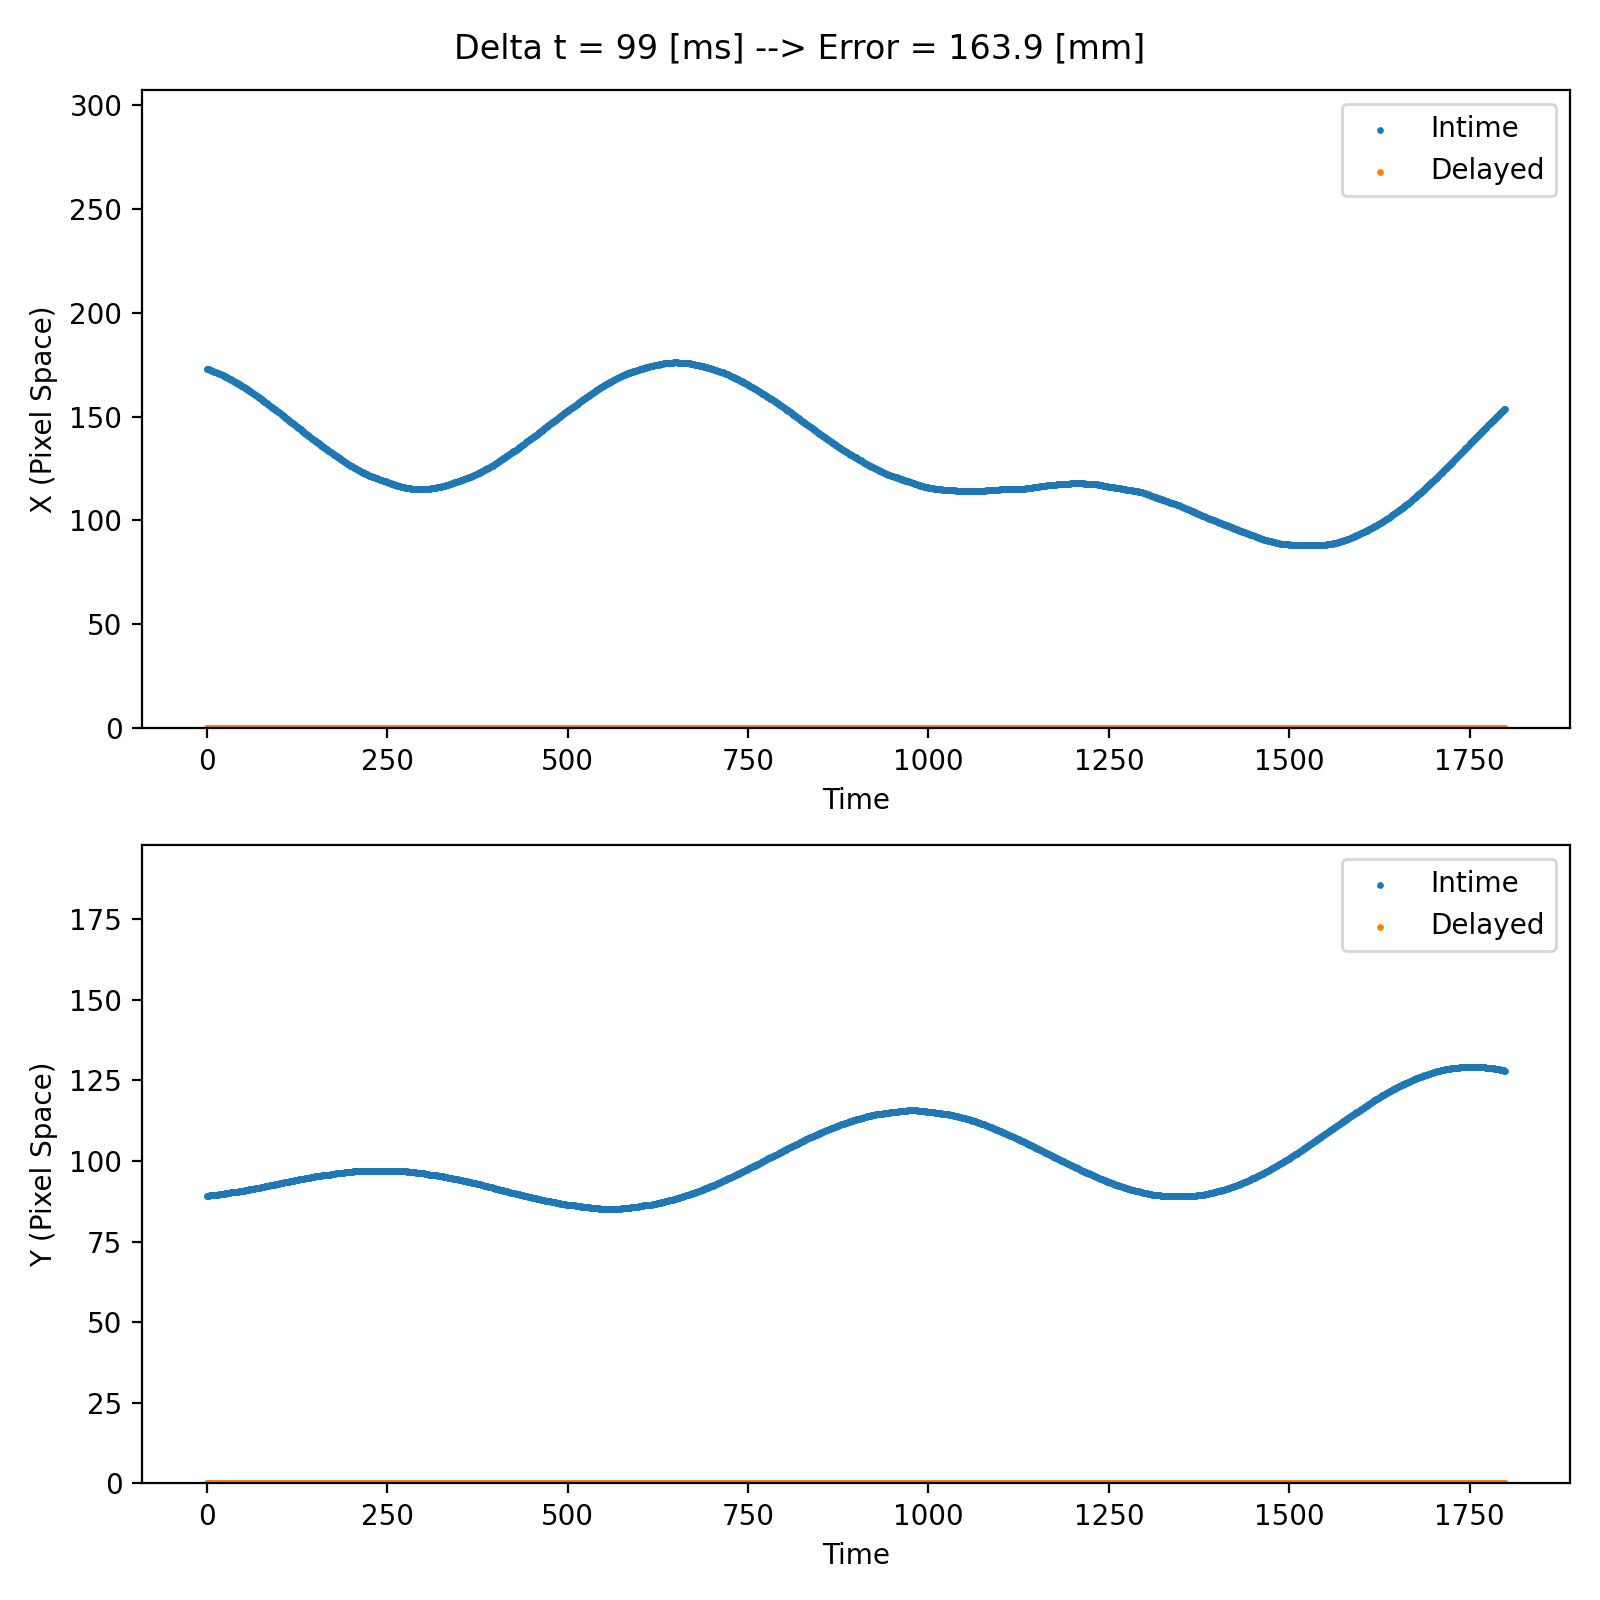 Delta t = 99 [ms] --> Error = 163.9 [mm]
300
250
200
150
100
50
0
X (Pixel Space)
Intime
Delayed
0 250 500 750 1000 1250 1500 1750
Time
175
150
125
100
75
50
25
0
Y (Pixel Space)
Intime
Delayed
0 250 500 750 1000 1250 1500 1750
Time